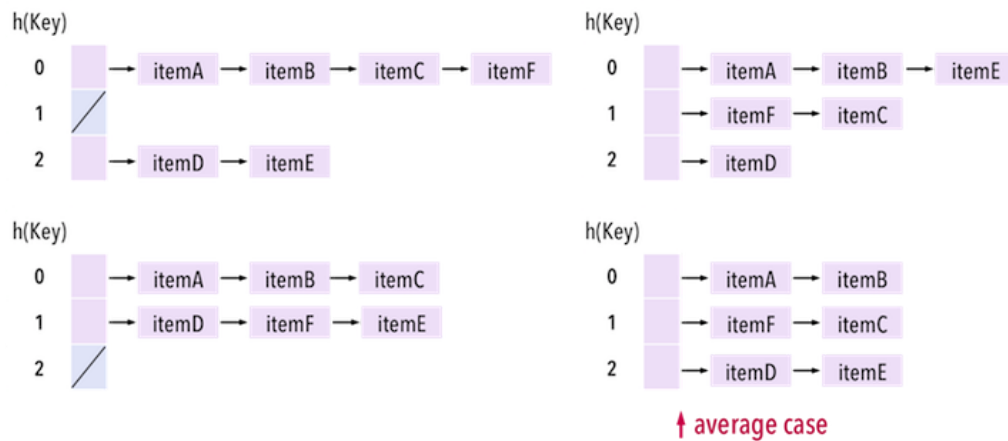 h(Key)
0 itemA itemB itemC itemF
1
2 itemD itemE
h(Key)
0 itemA itemB itemE
1 itemF itemC
2 itemD
h(Key)
0 itemA itemB itemC
1 itemD itemF itemE
2
h(Key)
0 itemA itemB
1 itemF itemC
2 itemD itemE
average case